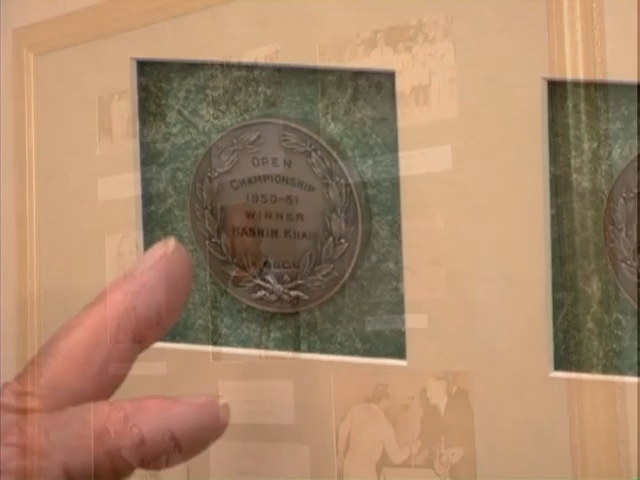 OPEN
CHAMPIONSHIP
1950-51
WINNER
HASHIM KHAN